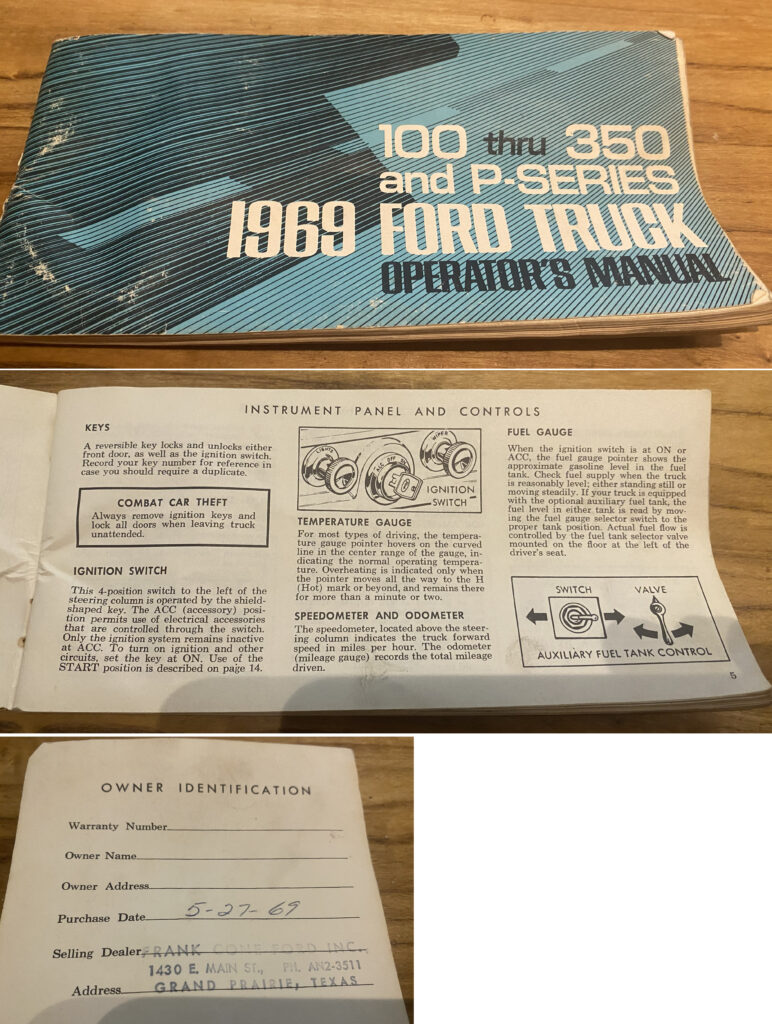 100 thru 350
and P-SERIES
1969 FORD TRUCK
OPERATOR'S MANUAL
INSTRUMENT PANEL AND CONTROLS
KEYS
A reversible key locks and unlocks either
front door, as well as the ignition switch.
Record your key number for reference in
case you should require a duplicate.
COMBAT CAR THEFT
Always remove ignition keys and
lock all doors when leaving truck
unattended.
IGNITION SWITCH
This 4-position switch to the left of the
steering column is operated by the shield-
shaped key. The ACC (accessory) posi-
tion permits use of electrical accessories
that are controlled through the switch.
Only the ignition system remains inactive
at ACC. To turn on ignition and other
circuits, set the key at ON. Use of the
START position is described on page 14.
LIGHTS
ACC OFF
WIPER
IGNITION
SWITCH
TEMPERATURE GAUGE
For most types of driving, the tempera-
ture gauge pointer hovers on the curved
line in the center range of the gauge, in-
dicating the normal operating tempera-
ture. Overheating is indicated only when
the pointer moves all the way to the H
(Hot) mark or beyond, and remains there
for more than a minute or two.
SPEEDOMETER AND ODOMETER
The speedometer, located above the steer-
ing column indicates the truck forward
speed in miles per hour. The odometer
(mileage gauge) records the total mileage
driven.
FUEL GAUGE
When the ignition switch is at ON or
ACC, the fuel gauge pointer shows the
approximate gasoline level in the fuel
tank. Check fuel supply when the truck
is reasonably level; either standing still or
moving steadily. If your truck is equipped
with the optional auxiliary fuel tank, the
fuel level in either tank is read by mov-
ing the fuel gauge selector switch to the
proper tank position. Actual fuel flow is
controlled by the fuel tank selector valve
mounted on the floor at the left of the
driver's seat.
SWITCH VALVE
AUXILIARY FUEL TANK CONTROL
5
OWNER IDENTIFICATION
Warranty Number
Owner Name
Owner Address
Purchase Date 5-27-69
Selling Dealer FRANK CONE FORD INC.
1430 E. MAIN ST., PH. AN2-3511
Address GRAND PRAIRIE, TEXAS